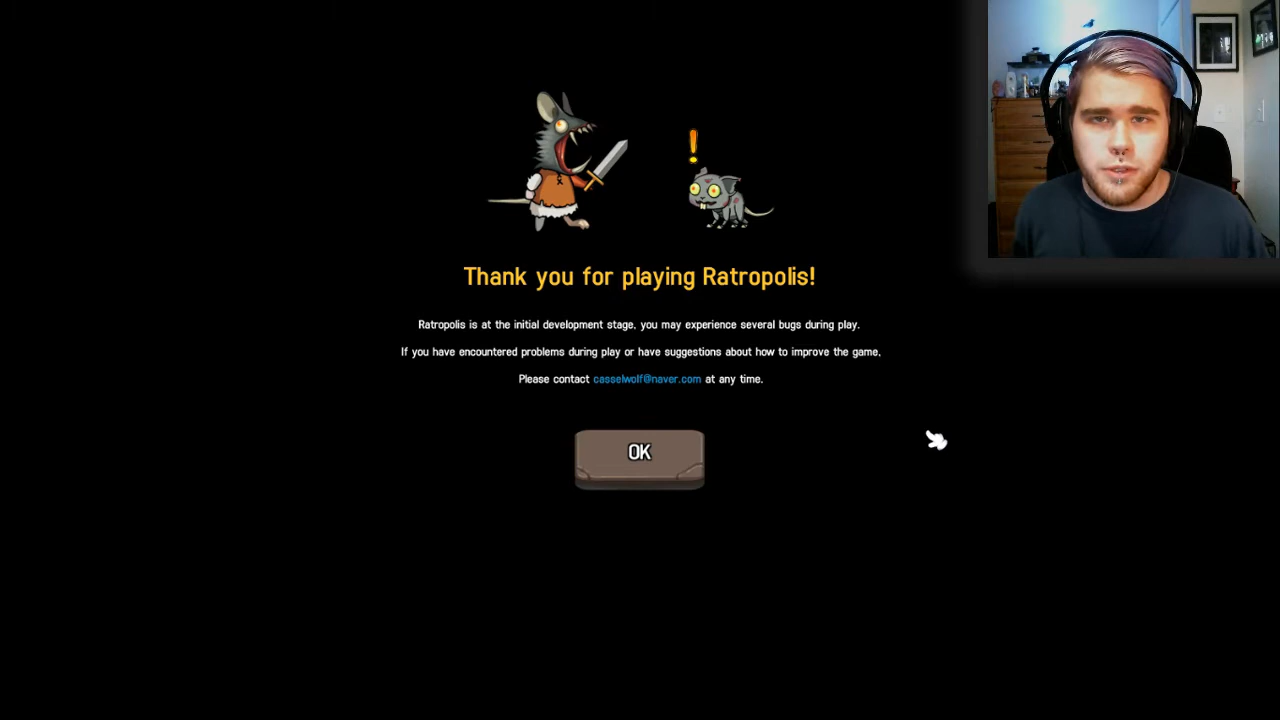 !
Thank you for playing Ratropolis!
Ratropolis is at the initial development stage, you may experience several bugs during play.
If you have encountered problems during play or have suggestions about how to improve the game,
Please contact casselwolf@naver.com at any time.
OK